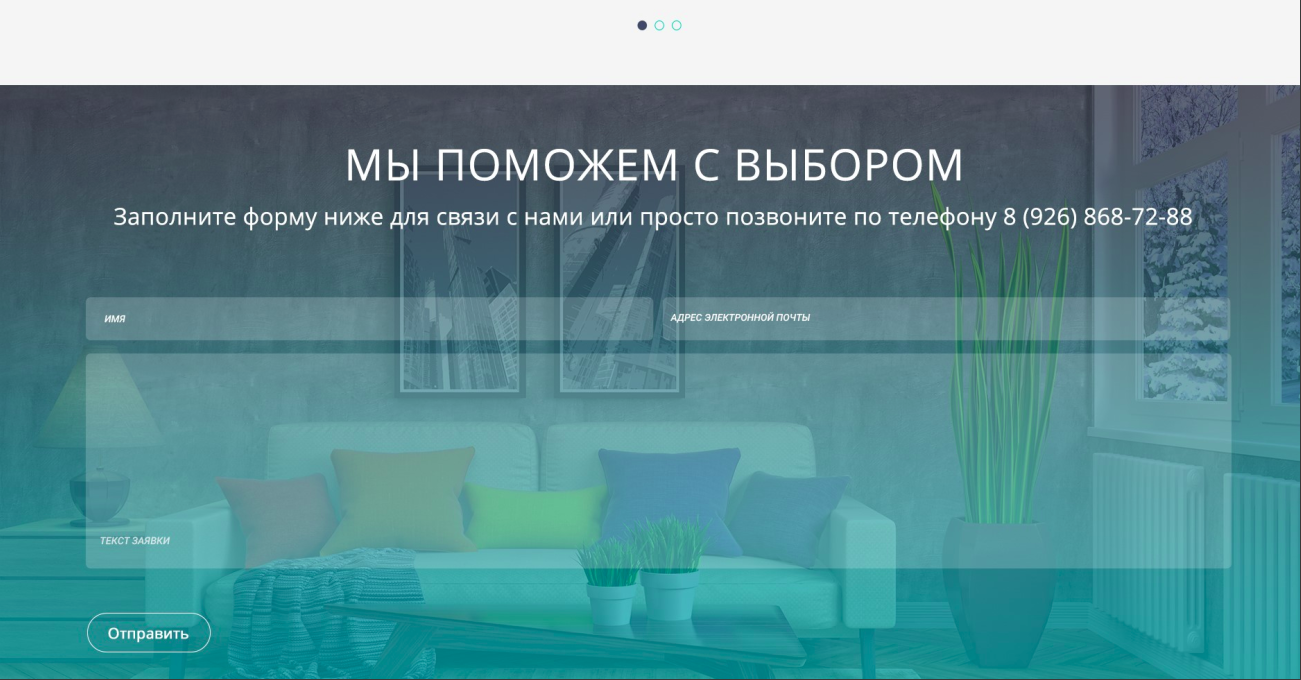 МЫ ПОМОЖЕМ С ВЫБОРОМ
Заполните форму ниже для связи с нами или просто позвоните по телефону 8 (926) 868-72-88
ИМЯ
АДРЕС ЭЛЕКТРОННОЙ ПОЧТЫ
ТЕКСТ ЗАЯВКИ
Отправить